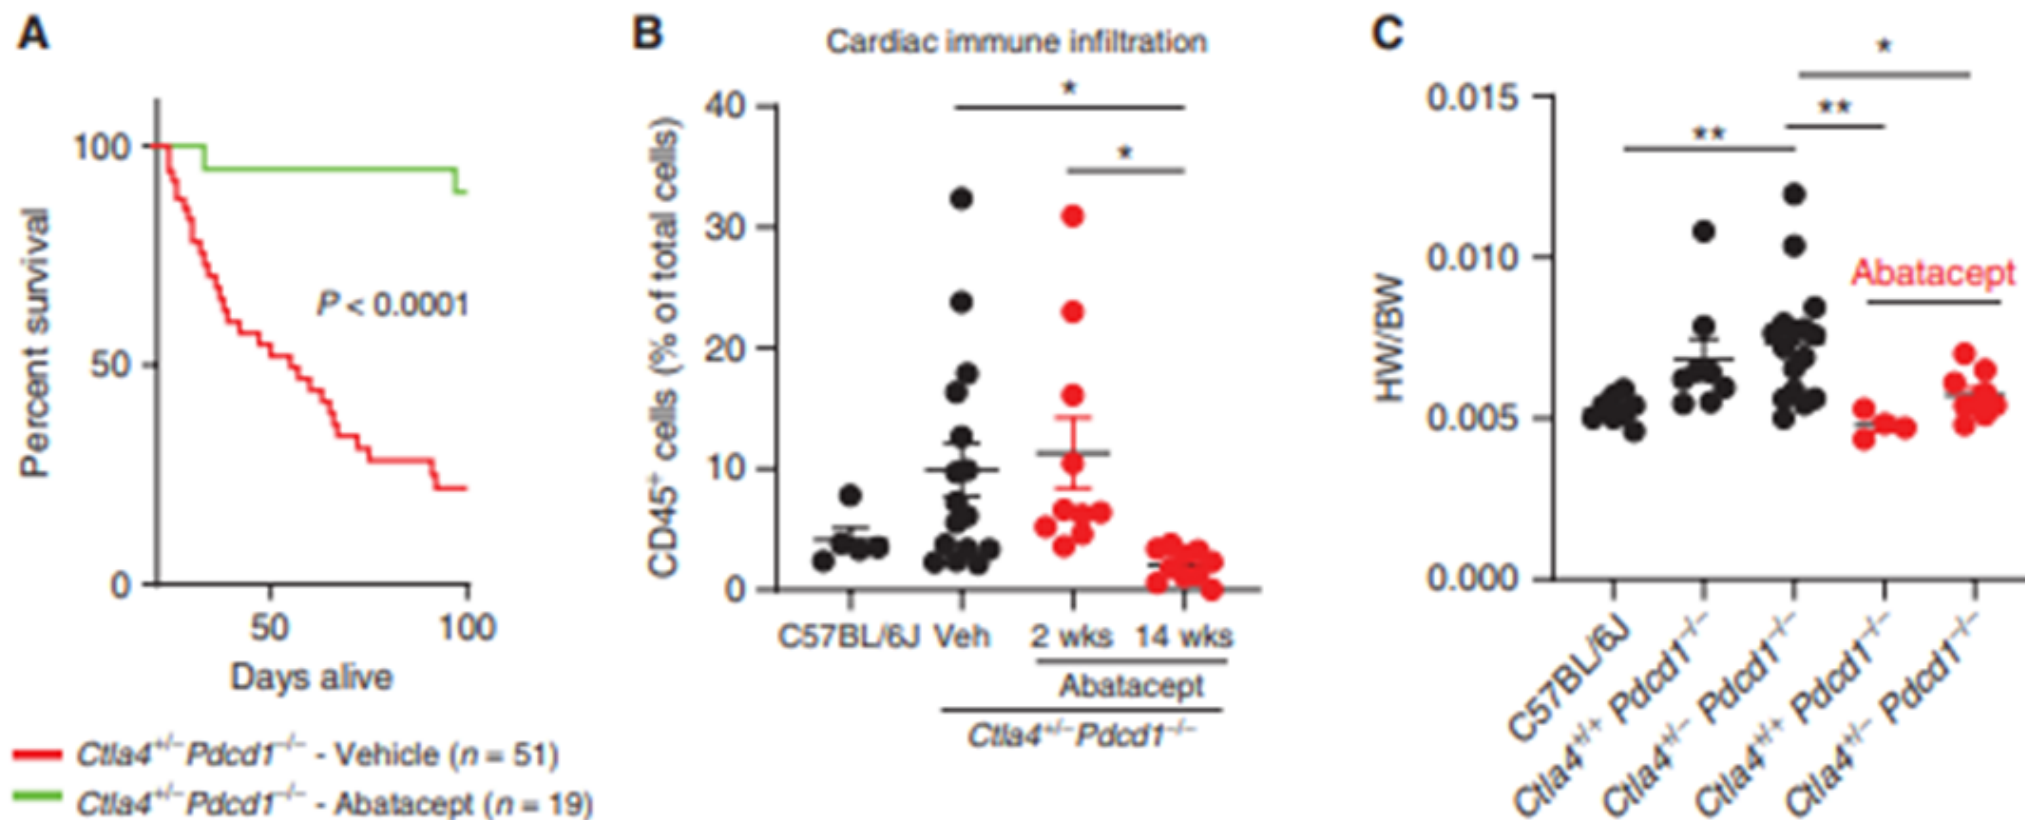 A
Percent survival
100
50
0
50
100
Days alive
P < 0.0001
Ctla4+/– Pdcd1–/– - Vehicle (n = 51)
Ctla4+/– Pdcd1–/– - Abatacept (n = 19)
B
Cardiac immune infiltration
CD45+ cells (% of total cells)
40
30
20
10
0
*
*
C57BL/6J Veh 2 wks 14 wks
Abatacept
Ctla4+/– Pdcd1–/–
C
HW/BW
0.015
0.010
0.005
0.000
*
**
**
Abatacept
C57BL/6J
Ctla4+/+ Pdcd1–/–
Ctla4+/– Pdcd1–/–
Ctla4+/+ Pdcd1–/–
Ctla4+/– Pdcd1–/–